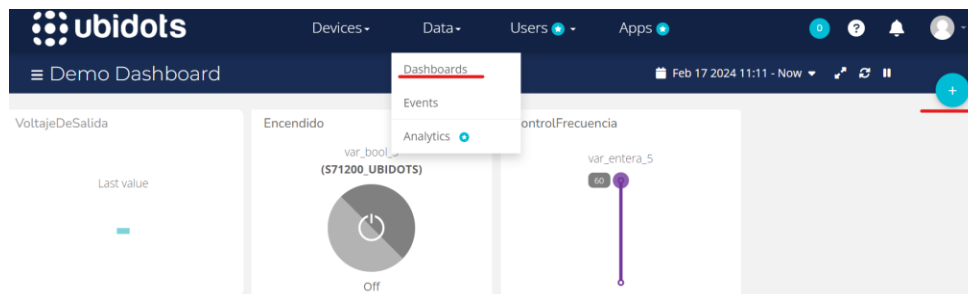 ubidots
Devices
Data
Users
Apps
0
?
Demo Dashboard
Dashboards
Feb 17 2024 11:11 - Now
+
Events
Analytics
VoltajeDeSalida
Last value
-
Encendido
(S71200_UBIDOTS)
Off
ontrolFrecuencia
var_entera_5
60